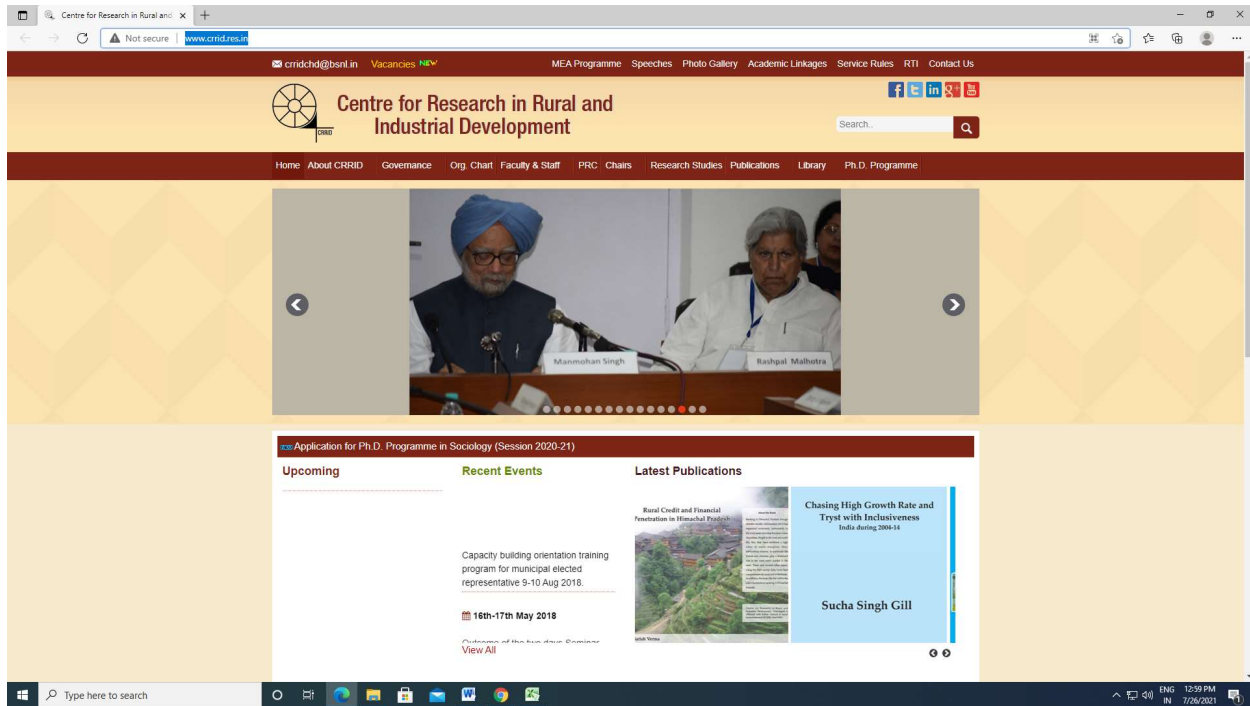 Centre for Research in Rural and
Not secure | www.crrid.res.in
crridchd@bsnl.in Vacancies NEW MEA Programme Speeches Photo Gallery Academic Linkages Service Rules RTI Contact Us
CRRID
Centre for Research in Rural and
Industrial Development
Search..
Home About CRRID Governance Org. Chart Faculty & Staff PRC Chairs Research Studies Publications Library Ph.D. Programme
Manmohan Singh
Rashpal Malhotra
Application for Ph.D. Programme in Sociology (Session 2020-21)
Upcoming
Recent Events
Capacity building orientation training
program for municipal elected
representative 9-10 Aug 2018.
16th-17th May 2018
Outcome of the two days Seminar
View All
Latest Publications
Rural Credit and Financial
Penetration in Himachal Pradesh
Chasing High Growth Rate and
Tryst with Inclusiveness
India during 2004-14
Sucha Singh Gill
Type here to search
ENG 12:59 PM
IN 7/26/2021